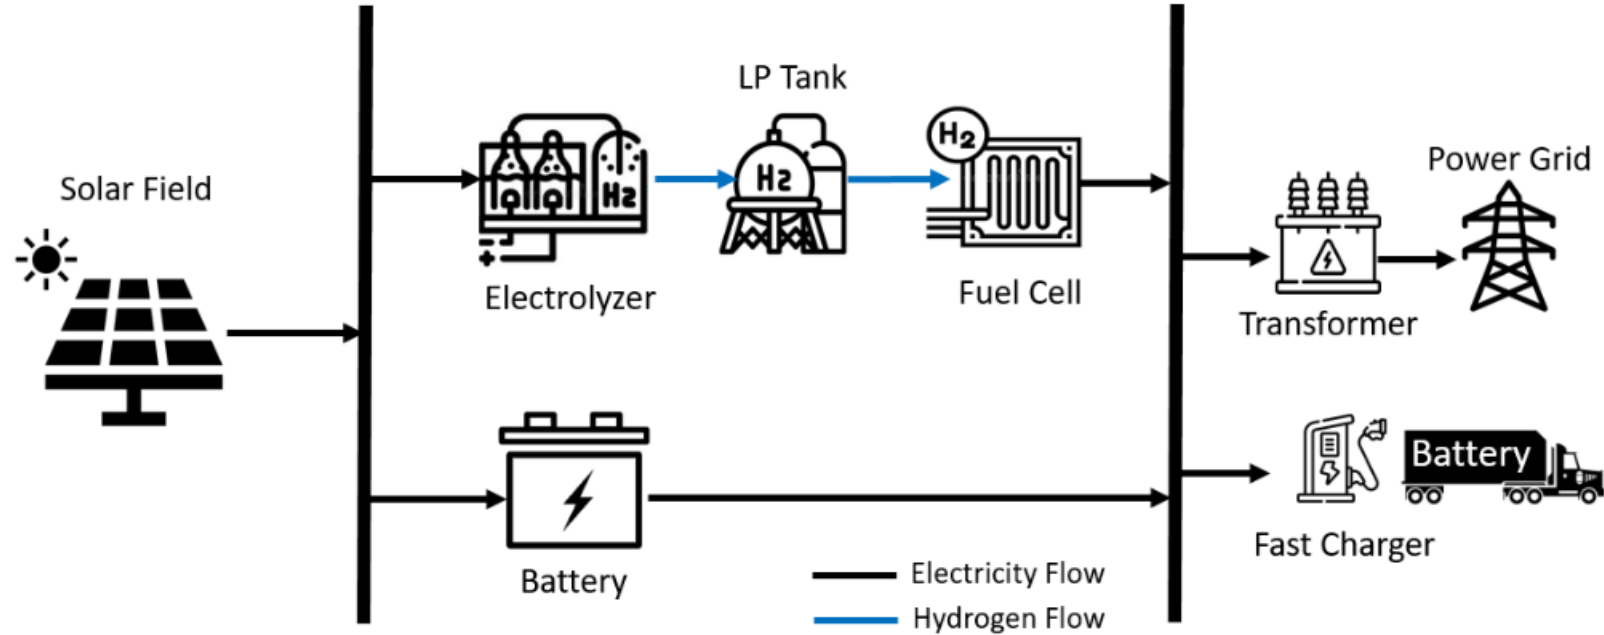 Solar Field
LP Tank
H2
H2
H2
Electrolyzer
Fuel Cell
Power Grid
Transformer
Battery
Battery
Fast Charger
Electricity Flow
Hydrogen Flow